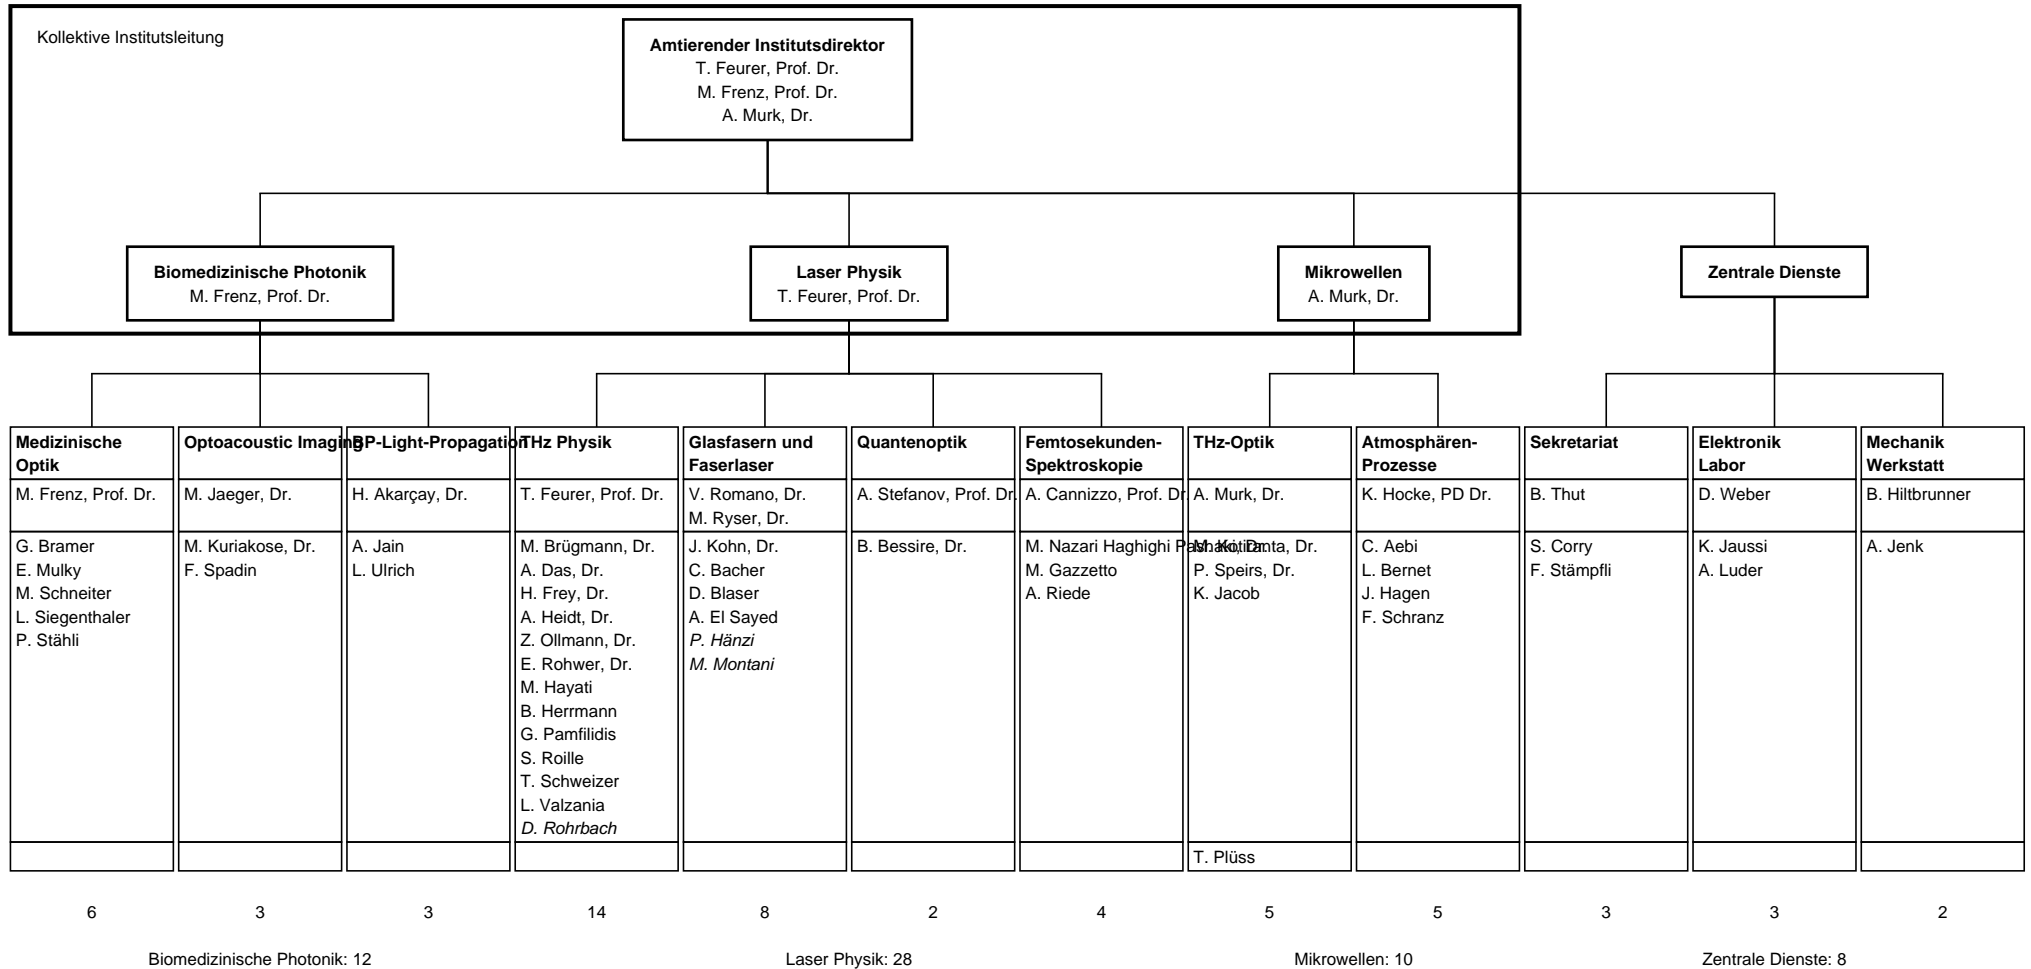 Kollektive Institutsleitung
Amtierender Institutsdirektor
T. Feurer, Prof. Dr.
M. Frenz, Prof. Dr.
A. Murk, Dr.
Biomedizinische Photonik
M. Frenz, Prof. Dr.
Laser Physik
T. Feurer, Prof. Dr.
Mikrowellen
A. Murk, Dr.
Zentrale Dienste
Medizinische
Optik
M. Frenz, Prof. Dr.
G. Bramer
E. Mulky
M. Schneiter
L. Siegenthaler
P. Stähli
Optoacoustic Imaging
M. Jaeger, Dr.
M. Kuriakose, Dr.
F. Spadin
BP-Light-Propagation
H. Akarçay, Dr.
A. Jain
L. Ulrich
THz Physik
T. Feurer, Prof. Dr.
M. Brügmann, Dr.
A. Das, Dr.
H. Frey, Dr.
A. Heidt, Dr.
Z. Ollmann, Dr.
E. Rohwer, Dr.
M. Hayati
B. Herrmann
G. Pamfilidis
S. Roille
T. Schweizer
L. Valzania
D. Rohrbach
Glasfasern und
Faserlaser
V. Romano, Dr.
M. Ryser, Dr.
J. Kohn, Dr.
C. Bacher
D. Blaser
A. El Sayed
P. Hänzi
M. Montani
Quantenoptik
A. Stefanov, Prof. Dr.
B. Bessire, Dr.
Femtosekunden-
Spektroskopie
A. Cannizzo, Prof. Dr.
M. Nazari Haghighi
M. Gazzetto
A. Riede
THz-Optik
A. Murk, Dr.
Dr.
P. Speirs, Dr.
K. Jacob
T. Plüss
Atmosphären-
Prozesse
K. Hocke, PD Dr.
C. Aebi
L. Bernet
J. Hagen
F. Schranz
Sekretariat
B. Thut
S. Corry
F. Stämpfli
Elektronik
Labor
D. Weber
K. Jaussi
A. Luder
Mechanik
Werkstatt
B. Hiltbrunner
A. Jenk
6
3
3
14
8
2
4
5
5
3
3
2
Biomedizinische Photonik: 12
Laser Physik: 28
Mikrowellen: 10
Zentrale Dienste: 8